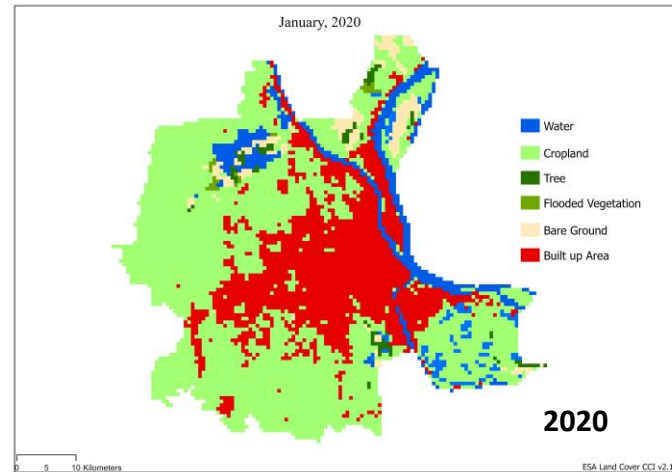 January, 2020
Water
Cropland
Tree
Flooded Vegetation
Bare Ground
Built up Area
2020
0 5 10 Kilometers
ESA Land Cover CCI v2.1